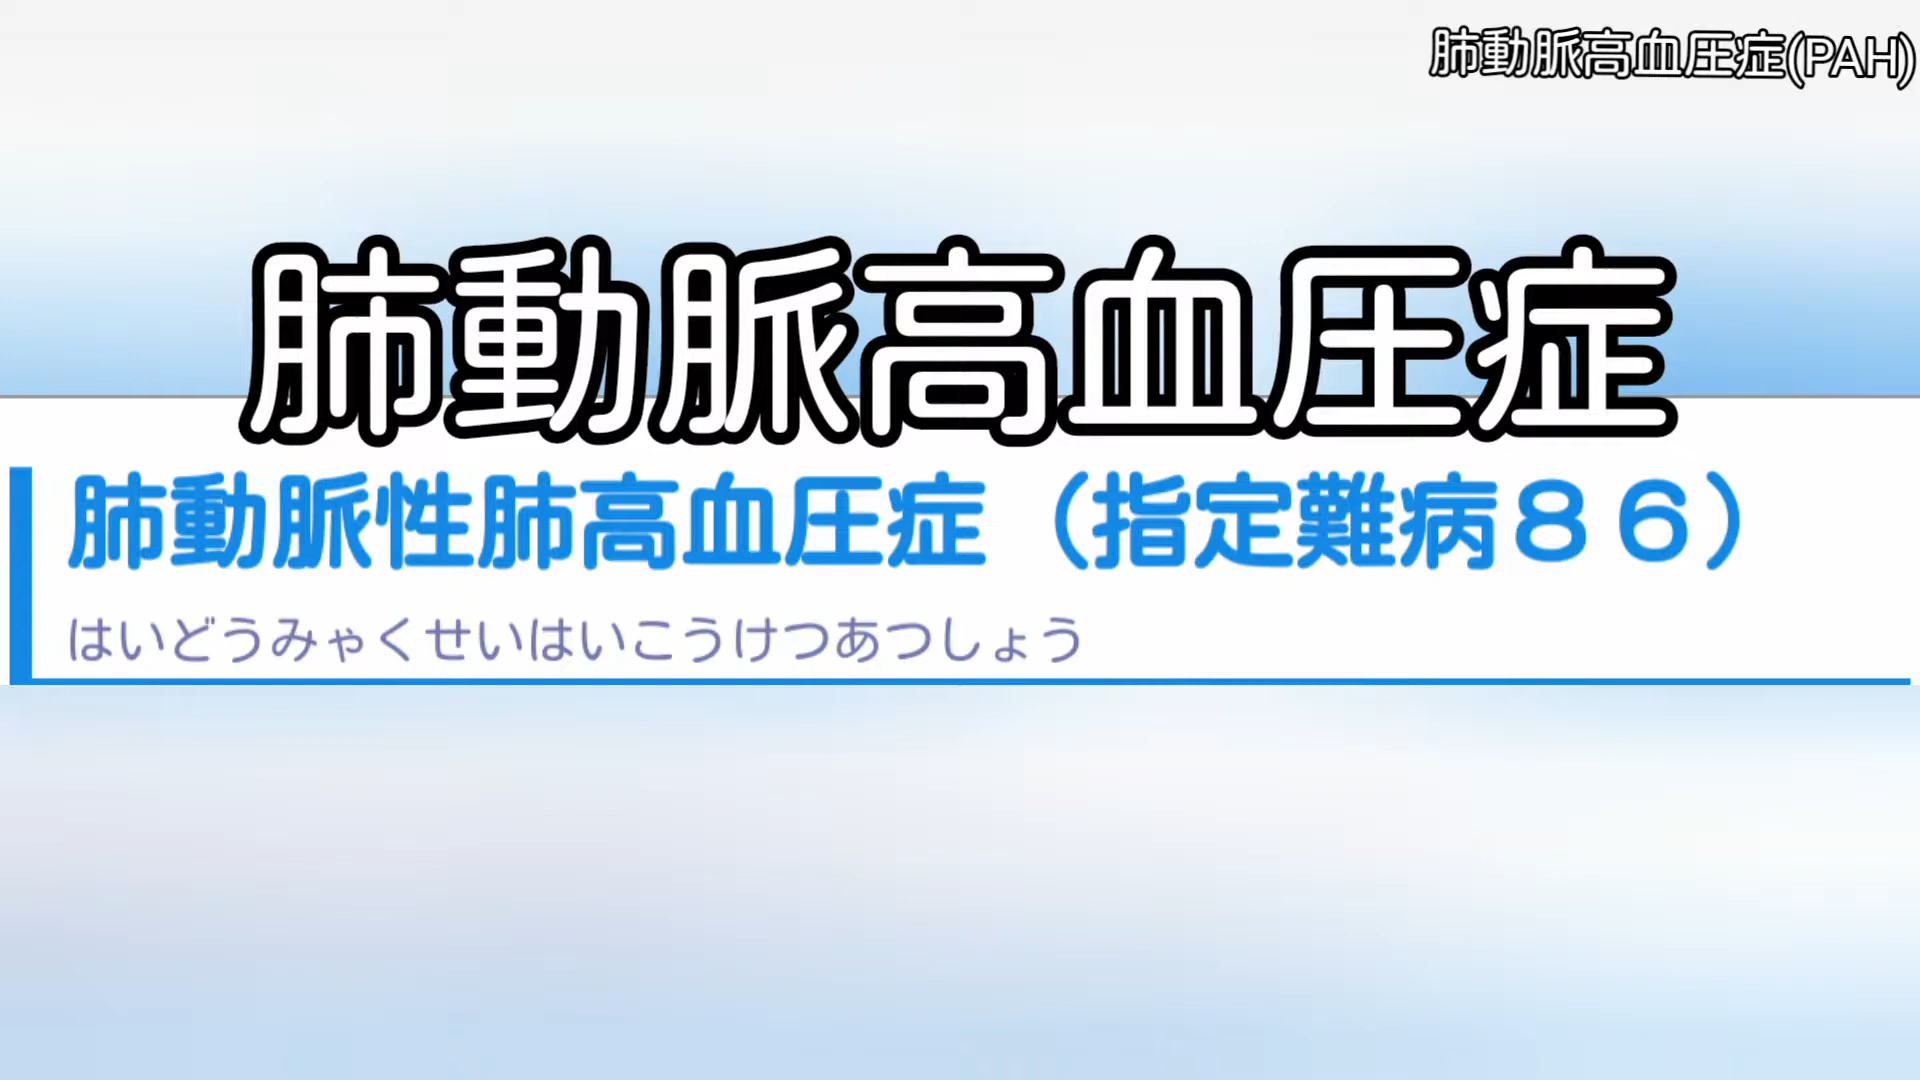 肺動脈高血圧症(PAH)
肺動脈高血圧症
肺動脈性肺高血圧症（指定難病８６）
はいどうみゃくせいはいこうけつあつしょう